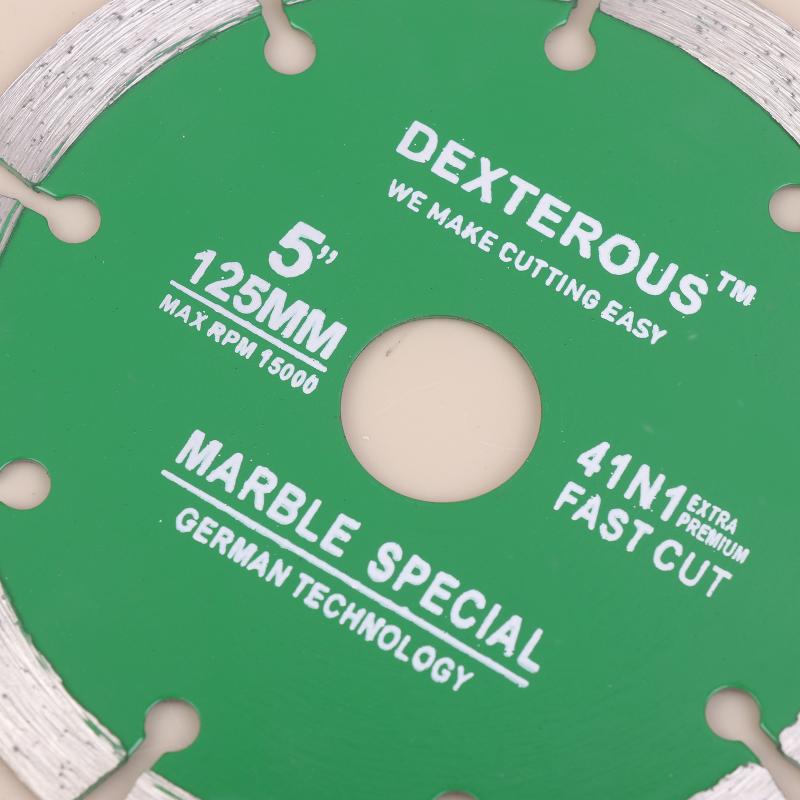 DEXTEROUS™
WE MAKE CUTTING EASY
5”
125MM
MAX RPM 15000
41N1 EXTRA
PREMIUM
FAST CUT
MARBLE SPECIAL
GERMAN TECHNOLOGY